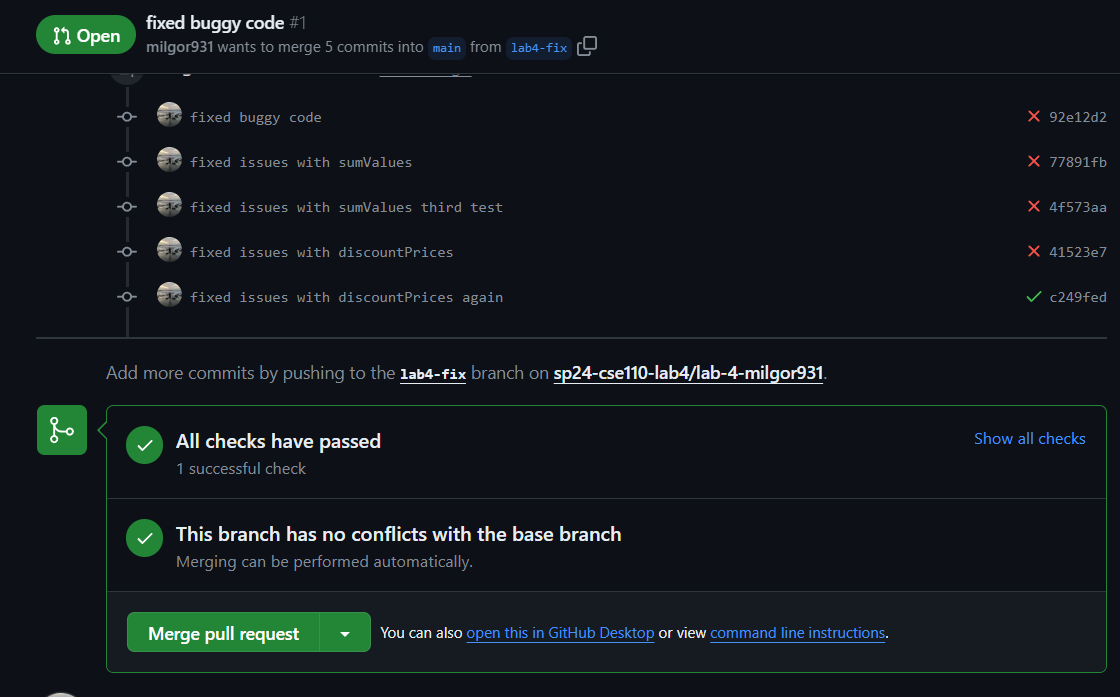 Open
fixed buggy code #1
milgor931 wants to merge 5 commits into main from lab4-fix
fixed buggy code 92e12d2
fixed issues with sumValues 77891fb
fixed issues with sumValues third test 4f573aa
fixed issues with discountPrices 41523e7
fixed issues with discountPrices again c249fed
Add more commits by pushing to the lab4-fix branch on sp24-cse110-lab4/lab-4-milgor931.
All checks have passed
Show all checks
1 successful check
This branch has no conflicts with the base branch
Merging can be performed automatically.
Merge pull request
You can also open this in GitHub Desktop or view command line instructions.